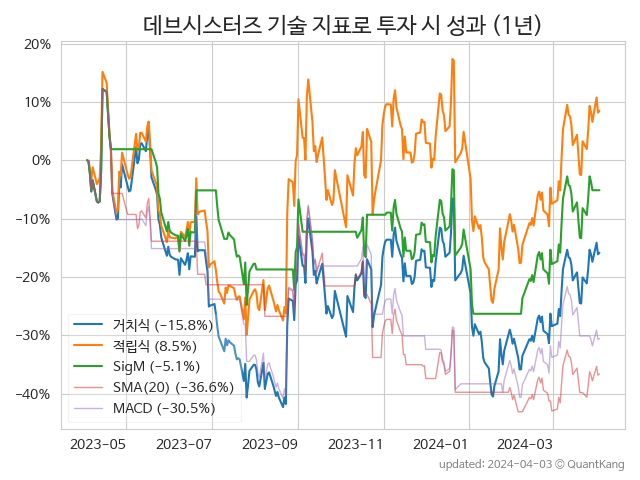 데브시스터즈 기술 지표로 투자 시 성과 (1년)
20%
10%
0%
−10%
−20%
−30%
−40%
거치식 (−15.8%)
적립식 (8.5%)
SigM (−5.1%)
SMA(20) (−36.6%)
MACD (−30.5%)
2023−05
2023−07
2023−09
2023−11
2024−01
2024−03
updated: 2024-04-03 © QuantKang